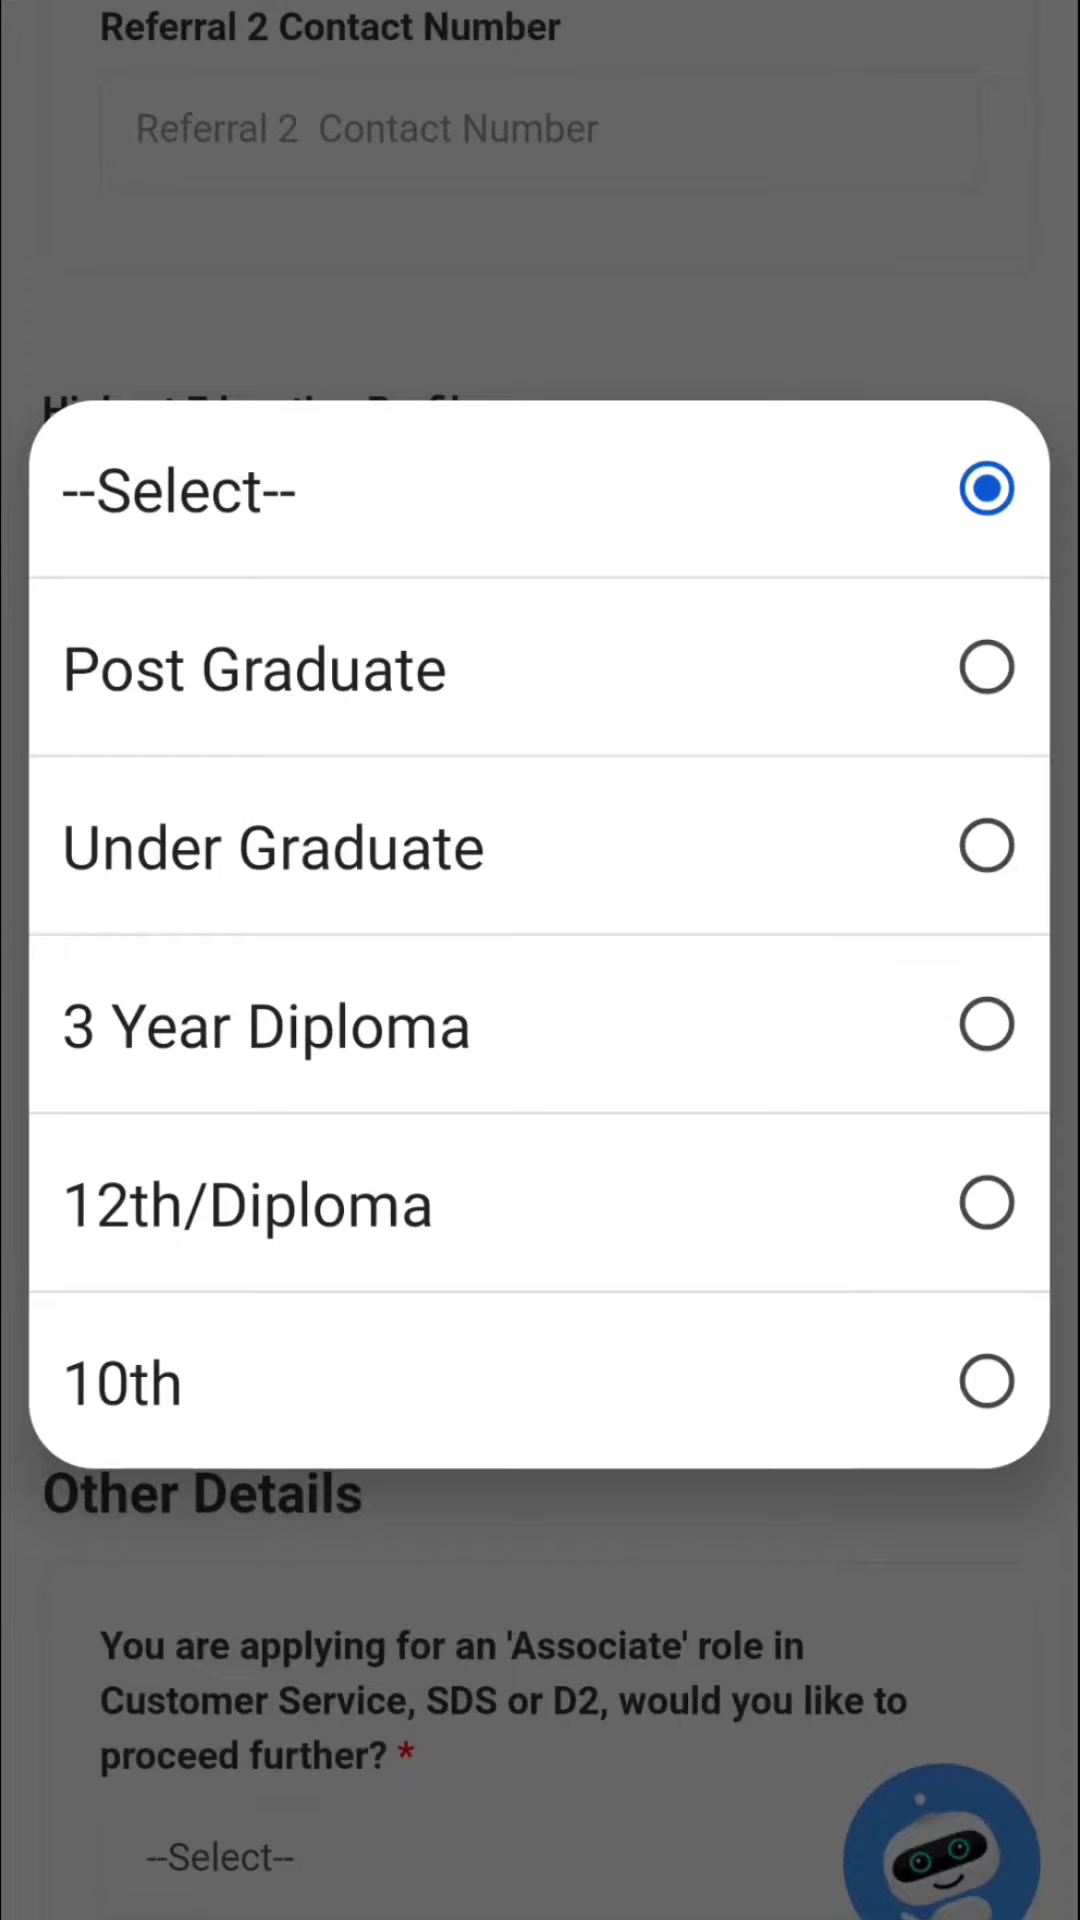 Referral 2 Contact Number
Referral 2 Contact Number
--Select--
Post Graduate
Under Graduate
3 Year Diploma
12th/Diploma
10th
Other Details
You are applying for an 'Associate' role in
Customer Service, SDS or D2, would you like to
proceed further? *
--Select--